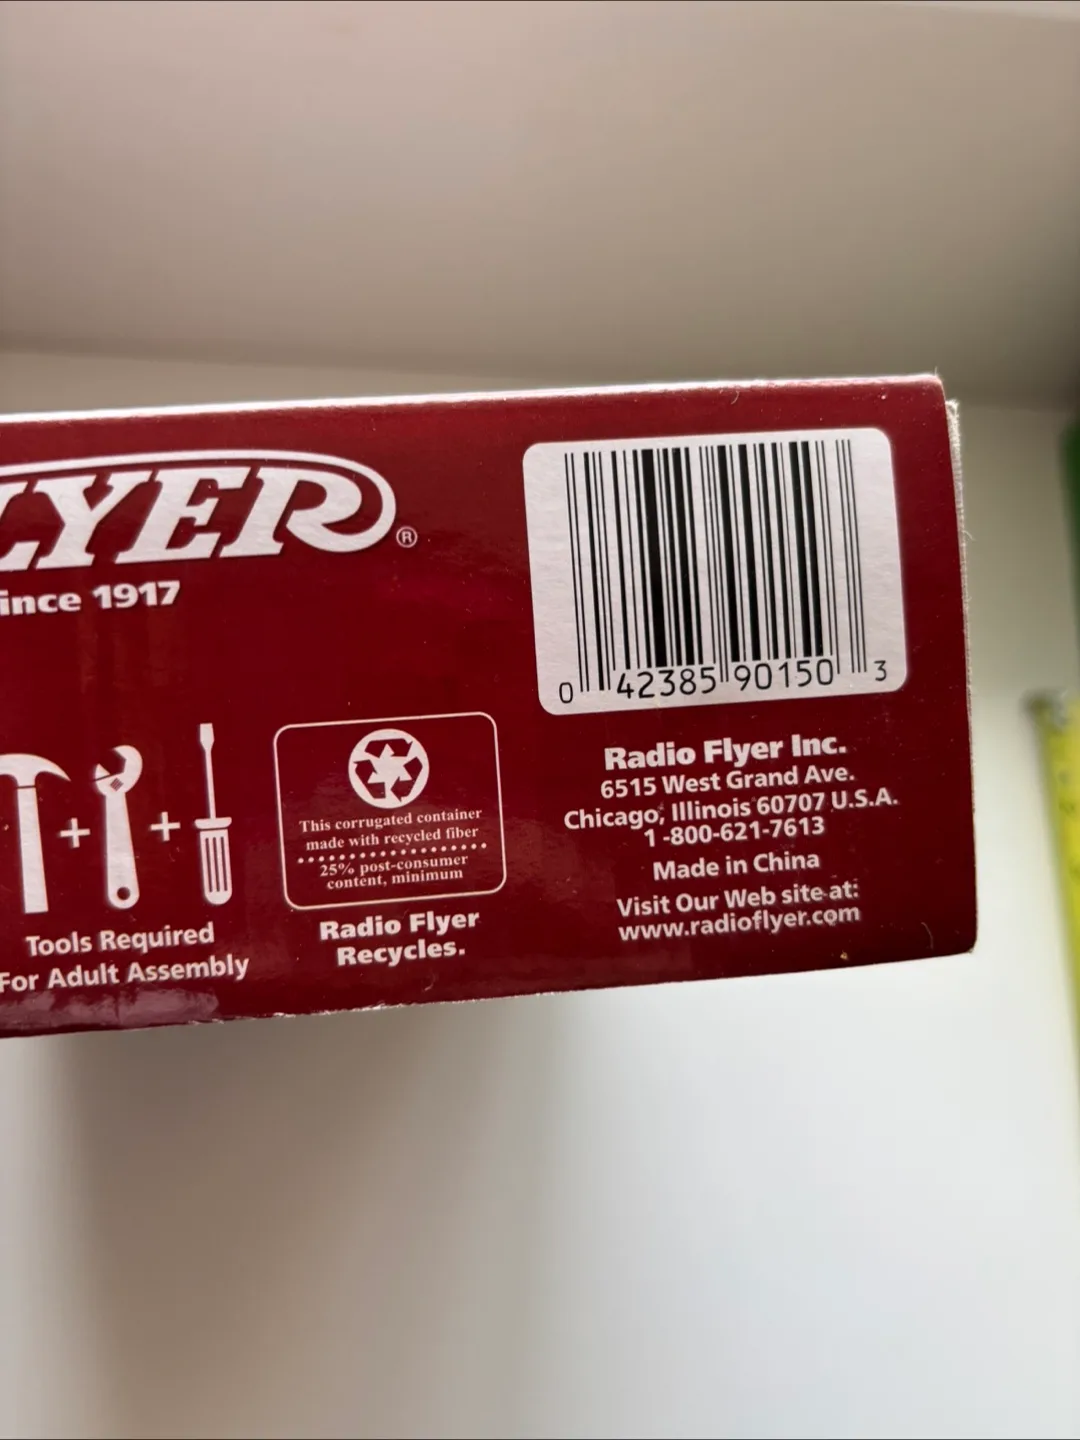 LYER®
ince 1917
0 42385 90150 3
+ +
Tools Required
For Adult Assembly
This corrugated container
made with recycled fiber
25% post-consumer
content, minimum
Radio Flyer
Recycles.
Radio Flyer Inc.
6515 West Grand Ave.
Chicago, Illinois 60707 U.S.A.
1-800-621-7613
Made in China
Visit Our Web site at:
www.radioflyer.com